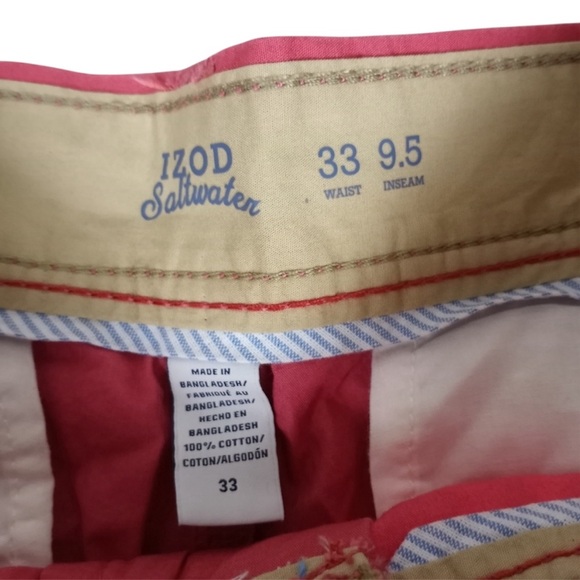 IZOD
Saltwater
33 9.5
WAIST INSEAM
MADE IN
BANGLADESH/
FABRIQUÉ AU
BANGLADESH/
HECHO EN
BANGLADESH
100% COTTON/
COTON/ALGODÓN
33